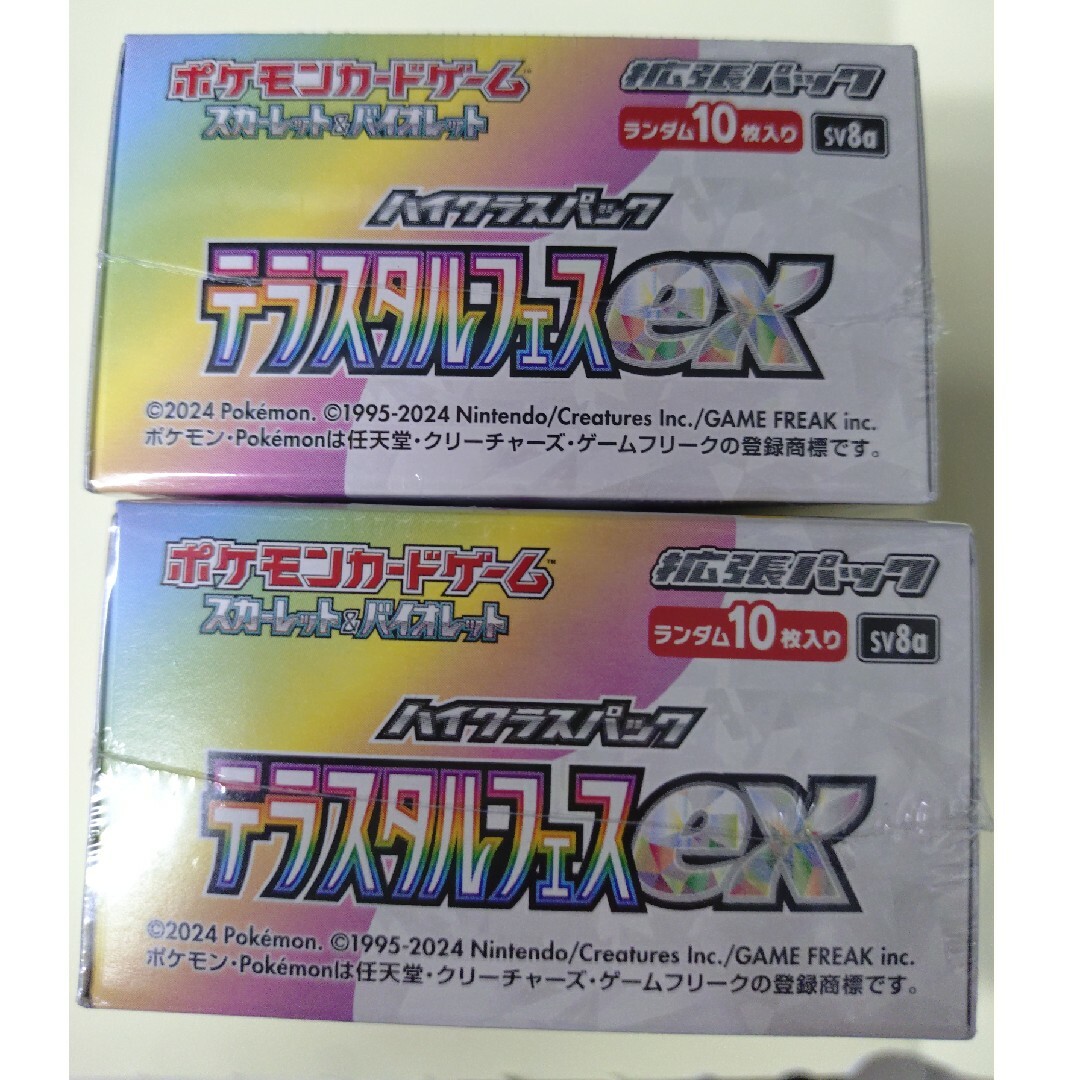 ポケモンカードゲーム™
拡張パック
スカーレット&バイオレット
ランダム10枚入り
SV8a
ハイクラスパック
テラスタルフェスex
©2024 Pokémon. ©1995-2024 Nintendo/Creatures Inc./GAME FREAK inc.
ポケモン・Pokémonは任天堂・クリーチャーズ・ゲームフリークの登録商標です。
ポケモンカードゲーム™
拡張パック
スカーレット&バイオレット
ランダム10枚入り
SV8a
ハイクラスパック
テラスタルフェスex
©2024 Pokémon. ©1995-2024 Nintendo/Creatures Inc./GAME FREAK inc.
ポケモン・Pokémonは任天堂・クリーチャーズ・ゲームフリークの登録商標です。